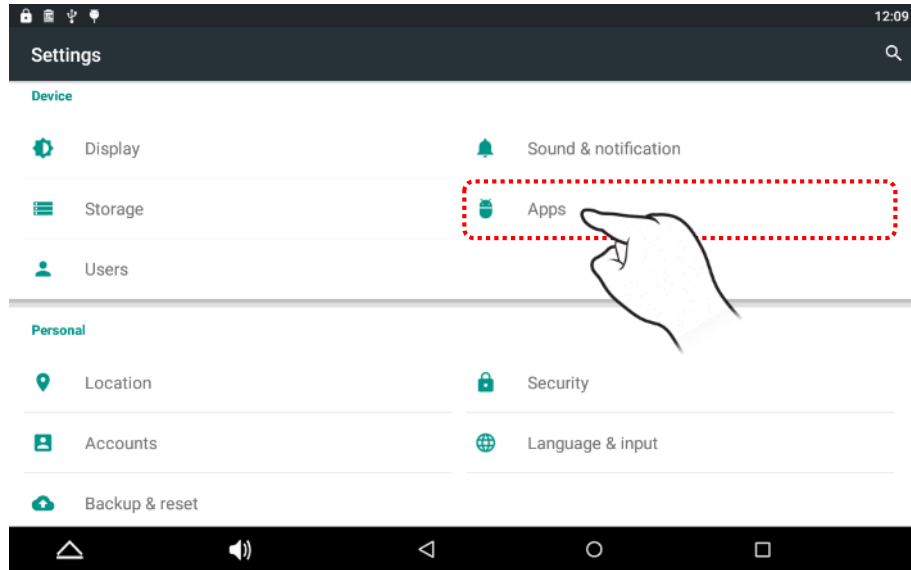 12:09
Settings
Device
Display
Sound & notification
Storage
Apps
Users
Personal
Location
Security
Accounts
Language & input
Backup & reset